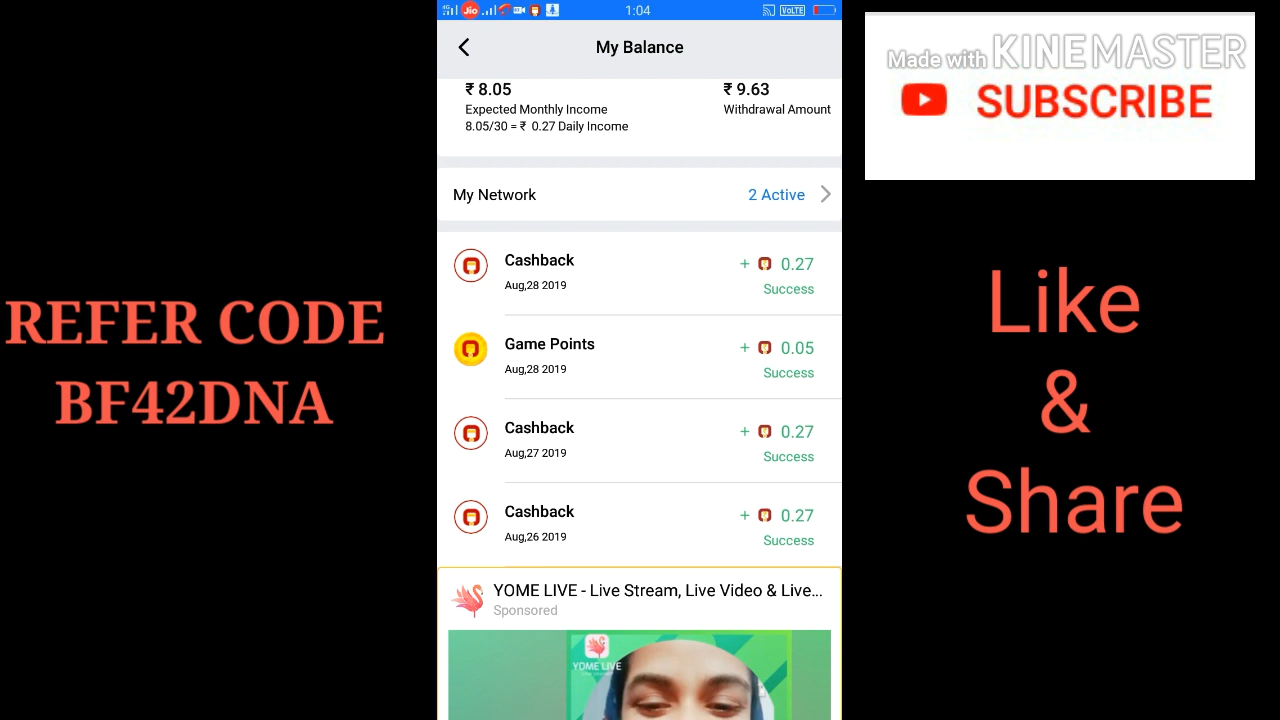 REFER CODE
BF42DNA
4G Jio 1:04 VoLTE
My Balance
₹ 8.05
Expected Monthly Income
8.05/30 = ₹ 0.27 Daily Income
₹ 9.63
Withdrawal Amount
My Network 2 Active
Cashback + 0.27
Aug,28 2019 Success
Game Points + 0.05
Aug,28 2019 Success
Cashback + 0.27
Aug,27 2019 Success
Cashback + 0.27
Aug,26 2019 Success
YOME LIVE - Live Stream, Live Video & Live...
Sponsored
YOME LIVE
Made with KINEMASTER
SUBSCRIBE
Like
&
Share